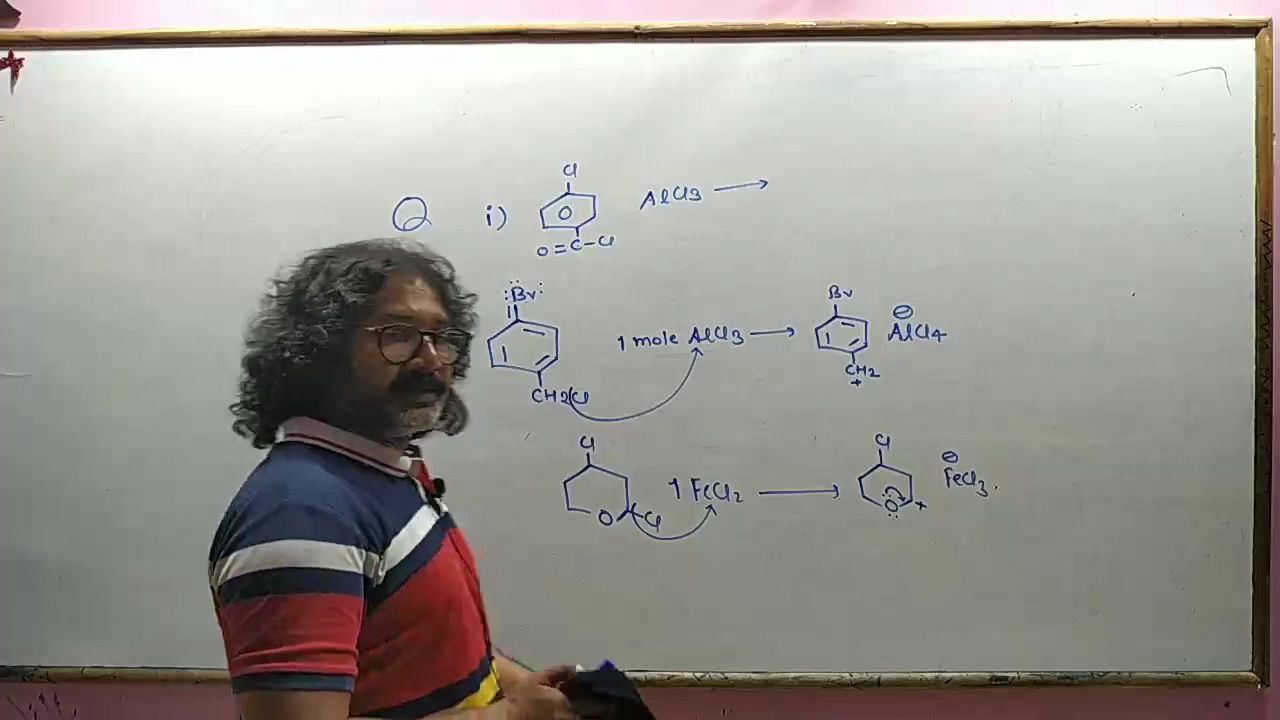 Cl
Q i) O AlCl3 →
O=C-Cl
:Br: Br ⊖
1 mole AlCl3 → AlCl4
CH2Cl CH2
+
Cl Cl ⊖
1 FeCl2 → FeCl3.
O Cl O +